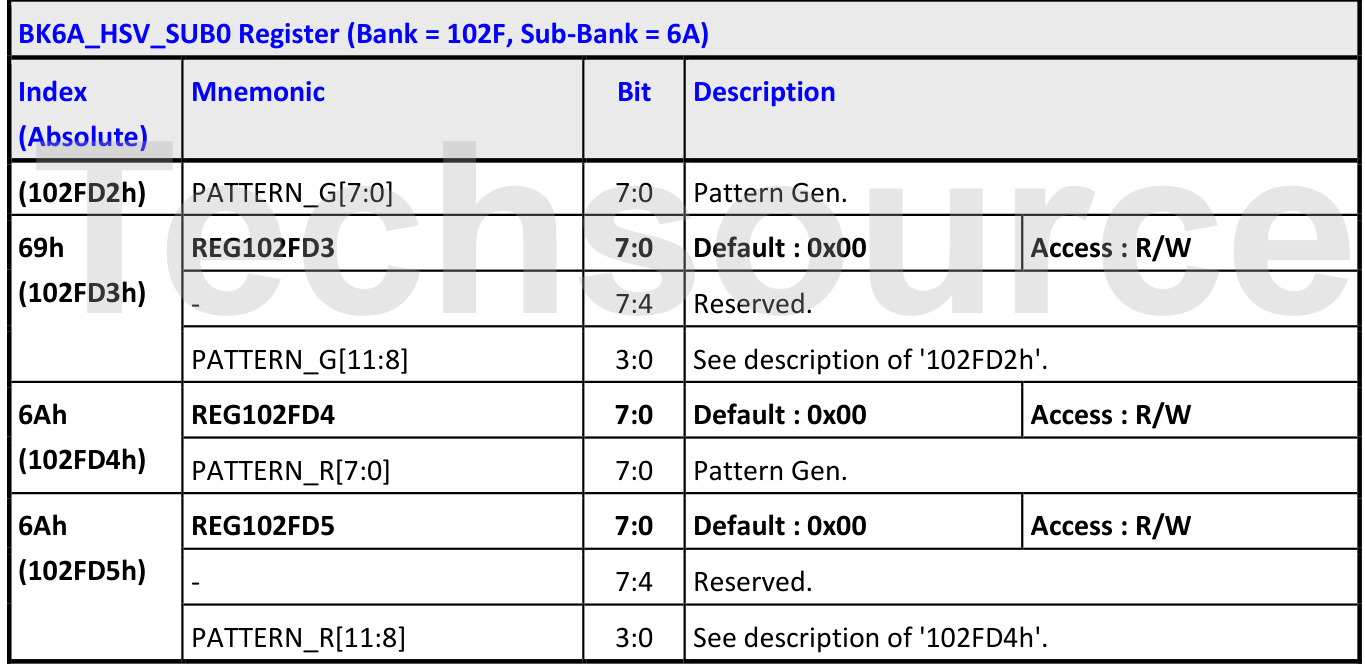 BK6A_HSV_SUB0 Register (Bank = 102F, Sub-Bank = 6A)
Index (Absolute) Mnemonic Bit Description
(102FD2h) PATTERN_G[7:0] 7:0 Pattern Gen.
69h (102FD3h) REG102FD3 7:0 Default : 0x00 Access : R/W
- 7:4 Reserved.
PATTERN_G[11:8] 3:0 See description of '102FD2h'.
6Ah (102FD4h) REG102FD4 7:0 Default : 0x00 Access : R/W
PATTERN_R[7:0] 7:0 Pattern Gen.
6Ah (102FD5h) REG102FD5 7:0 Default : 0x00 Access : R/W
- 7:4 Reserved.
PATTERN_R[11:8] 3:0 See description of '102FD4h'.
Techsource